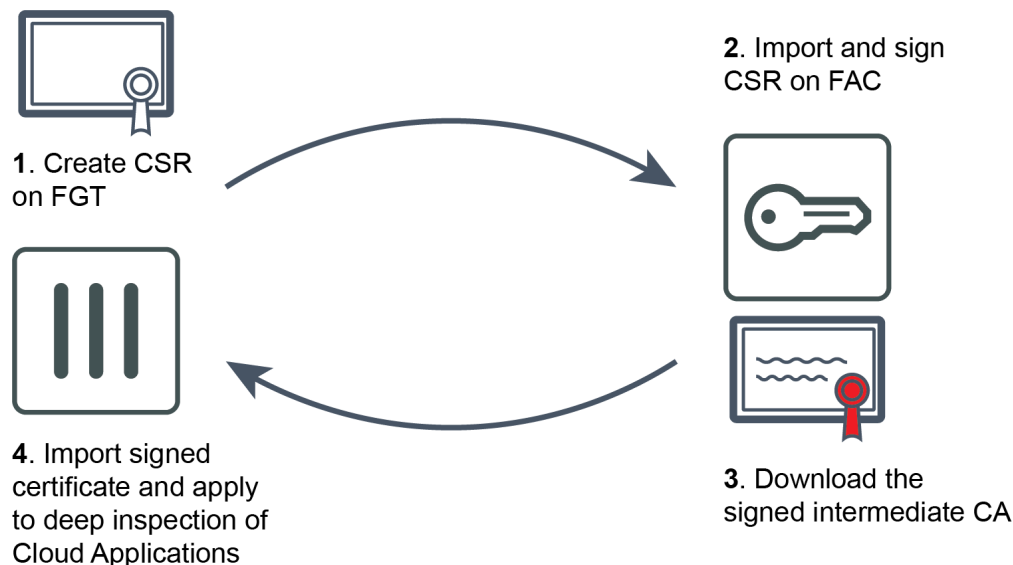 1. Create CSR
on FGT
2. Import and sign
CSR on FAC
3. Download the
signed intermediate CA
4. Import signed
certificate and apply
to deep inspection of
Cloud Applications